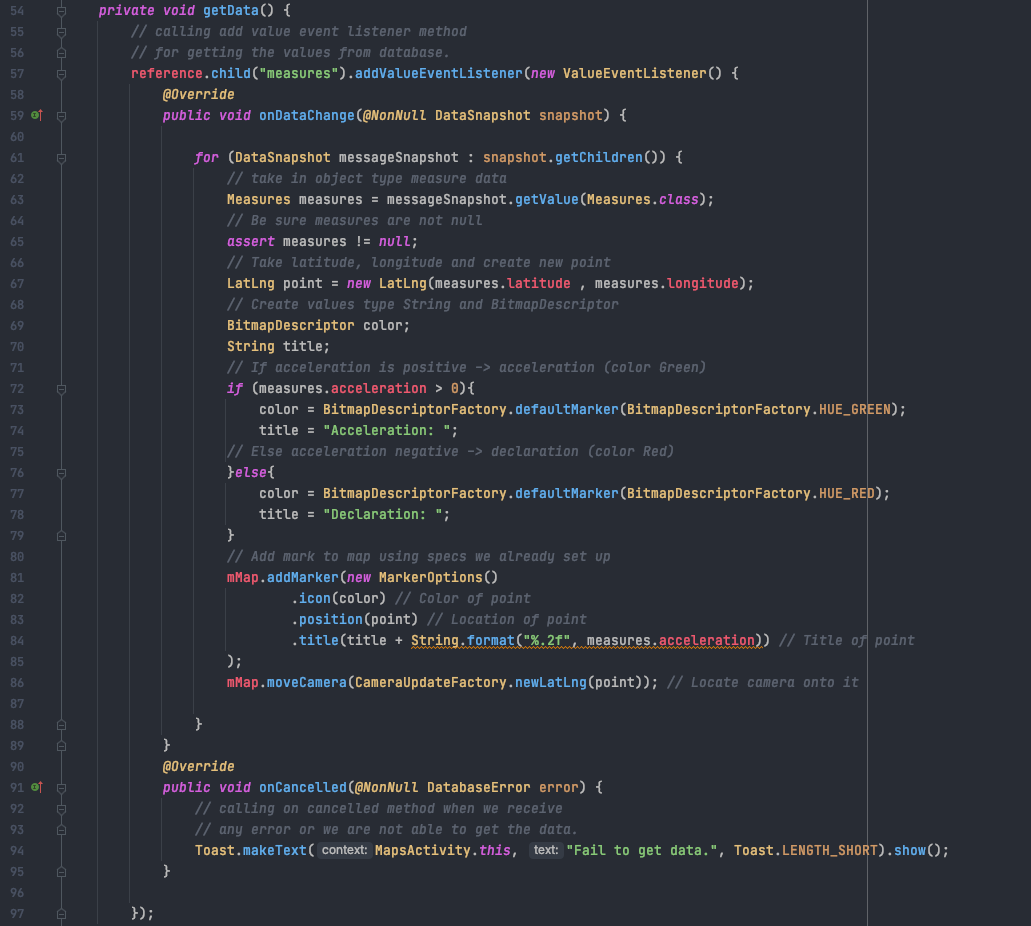 54 private void getData() {
55 // calling add value event listener method
56 // for getting the values from database.
57 reference.child("measures").addValueEventListener(new ValueEventListener() {
58 @Override
59 public void onDataChange(@NonNull DataSnapshot snapshot) {
60
61 for (DataSnapshot messageSnapshot : snapshot.getChildren()) {
62 // take in object type measure data
63 Measures measures = messageSnapshot.getValue(Measures.class);
64 // Be sure measures are not null
65 assert measures != null;
66 // Take latitude, longitude and create new point
67 LatLng point = new LatLng(measures.latitude , measures.longitude);
68 // Create values type String and BitmapDescriptor
69 BitmapDescriptor color;
70 String title;
71 // If acceleration is positive -> acceleration (color Green)
72 if (measures.acceleration > 0){
73 color = BitmapDescriptorFactory.defaultMarker(BitmapDescriptorFactory.HUE_GREEN);
74 title = "Acceleration: ";
75 // Else acceleration negative -> declaration (color Red)
76 }else{
77 color = BitmapDescriptorFactory.defaultMarker(BitmapDescriptorFactory.HUE_RED);
78 title = "Declaration: ";
79 }
80 // Add mark to map using specs we already set up
81 mMap.addMarker(new MarkerOptions()
82 .icon(color) // Color of point
83 .position(point) // Location of point
84 .title(title + String.format("%.2f", measures.acceleration)) // Title of point
85 );
86 mMap.moveCamera(CameraUpdateFactory.newLatLng(point)); // Locate camera onto it
87
88 }
89 }
90 @Override
91 public void onCancelled(@NonNull DatabaseError error) {
92 // calling on cancelled method when we receive
93 // any error or we are not able to get the data.
94 Toast.makeText( context: MapsActivity.this, text: "Fail to get data.", Toast.LENGTH_SHORT).show();
95 }
96
97 });